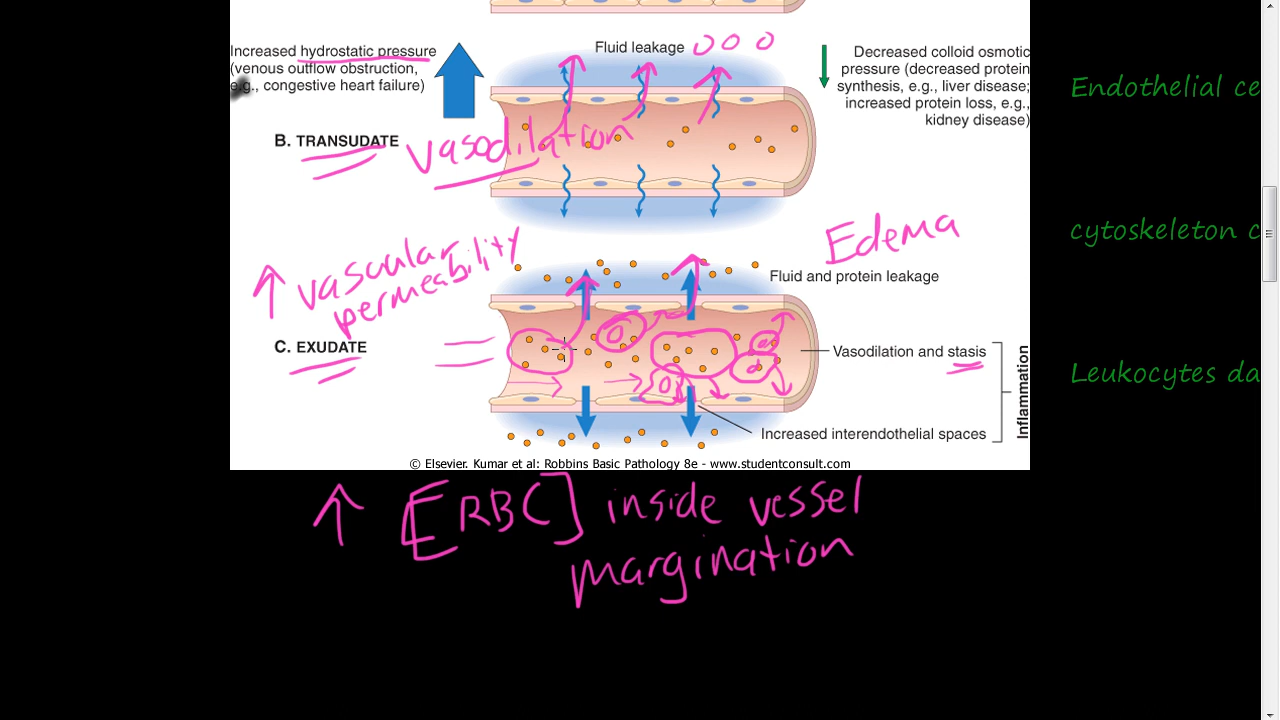 Increased hydrostatic pressure
(venous outflow obstruction,
e.g., congestive heart failure)
Fluid leakage
Decreased colloid osmotic
pressure (decreased protein
synthesis, e.g., liver disease;
increased protein loss, e.g.,
kidney disease)
Endothelial ce
B. TRANSUDATE
vasodilation
cytoskeleton c
Edema
↑ vascular
permeability
Fluid and protein leakage
C. EXUDATE
Vasodilation and stasis
Leukocytes da
Inflammation
Increased interendothelial spaces
© Elsevier. Kumar et al: Robbins Basic Pathology 8e - www.studentconsult.com
↑ [RBC] inside vessel
margination